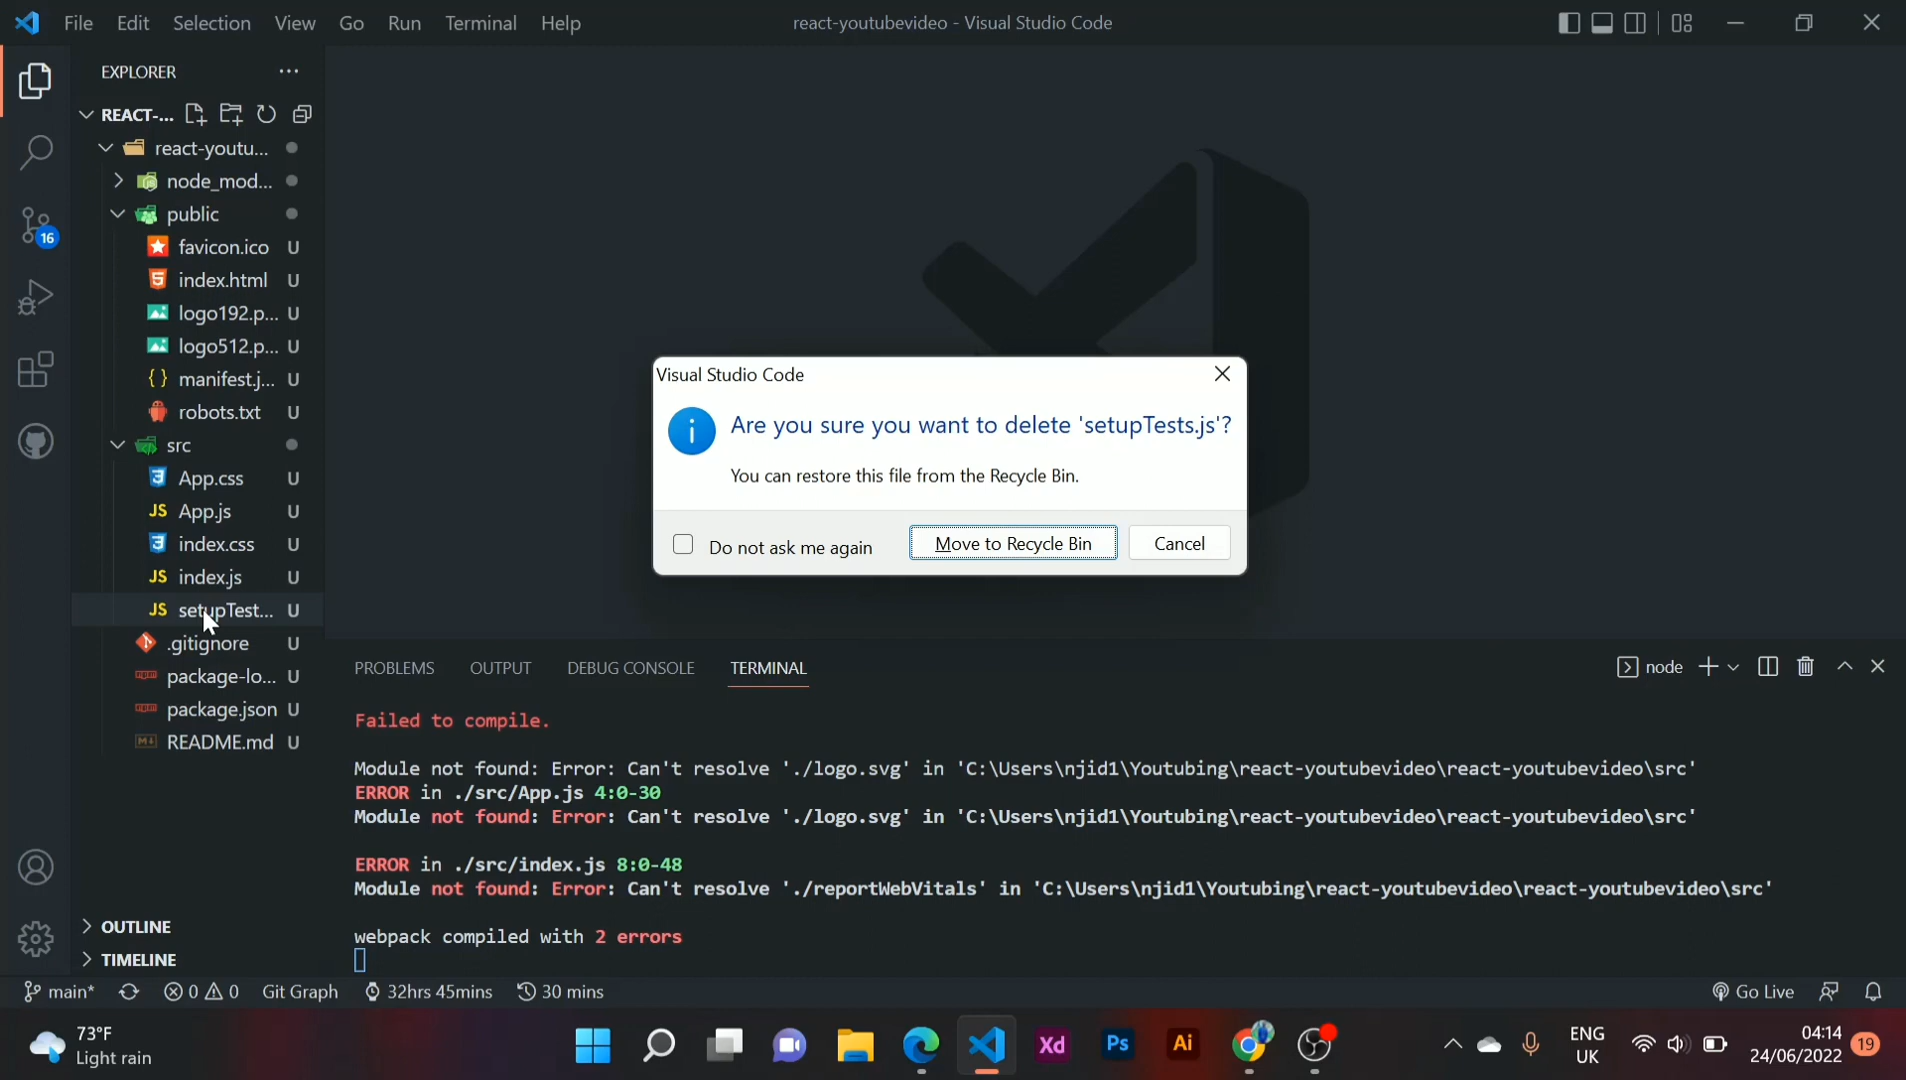 File Edit Selection View Go Run Terminal Help
react-youtubevideo - Visual Studio Code
EXPLORER
REACT-...
react-youtu...
node_mod...
public
favicon.ico U
index.html U
logo192.p... U
logo512.p... U
manifest.j... U
robots.txt U
src
App.css U
JS App.js U
index.css U
JS index.js U
JS setupTest... U
.gitignore U
package-lo... U
package.json U
README.md U
OUTLINE
TIMELINE
16
Visual Studio Code
Are you sure you want to delete 'setupTests.js'?
You can restore this file from the Recycle Bin.
Do not ask me again
Move to Recycle Bin
Cancel
PROBLEMS OUTPUT DEBUG CONSOLE TERMINAL
node
Failed to compile.
Module not found: Error: Can't resolve './logo.svg' in 'C:\Users\njid1\Youtubing\react-youtubevideo\react-youtubevideo\src'
ERROR in ./src/App.js 4:0-30
Module not found: Error: Can't resolve './logo.svg' in 'C:\Users\njid1\Youtubing\react-youtubevideo\react-youtubevideo\src'
ERROR in ./src/index.js 8:0-48
Module not found: Error: Can't resolve './reportWebVitals' in 'C:\Users\njid1\Youtubing\react-youtubevideo\react-youtubevideo\src'
webpack compiled with 2 errors
main* 0 0 Git Graph 32hrs 45mins 30 mins
Go Live
73°F
Light rain
Xd
Ps
Ai
ENG
UK
04:14
24/06/2022
19